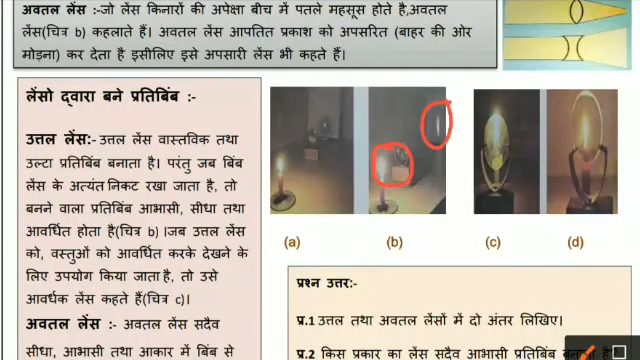 अवतल लेंस :-जो लेंस किनारों की अपेक्षा बीच में पतले महसूस होते है,अवतल
लेंस(चित्र b) कहलाते हैं। अवतल लेंस आपतित प्रकाश को अपसरित (बाहर की ओर
मोड़ना) कर देता है इसीलिए इसे अपसारी लेंस भी कहते हैं।
लेंसो द्वारा बने प्रतिबिंब :-
उत्तल लेंस:- उत्तल लेंस वास्तविक तथा
उल्टा प्रतिबिंब बनाता है। परंतु जब बिंब
लेंस के अत्यंत निकट रखा जाता है, तो
बनने वाला प्रतिबिंब आभासी, सीधा तथा
आवर्धित होता है(चित्र b) ।जब उत्तल लेंस
को, वस्तुओं को आवर्धित करके देखने के
लिए उपयोग किया जाता है, तो उसे
आवर्धक लेंस कहते हैं(चित्र c)।
अवतल लेंस :- अवतल लेंस सदैव
सीधा, आभासी तथा आकार में बिंब से
(a) (b) (c) (d)
प्रश्न उत्तर:-
प्र.1 उत्तल तथा अवतल लेंसों में दो अंतर लिखिए।
प्र.2 किस प्रकार का लेंस सदैव आभासी प्रतिबिंब बनाता है